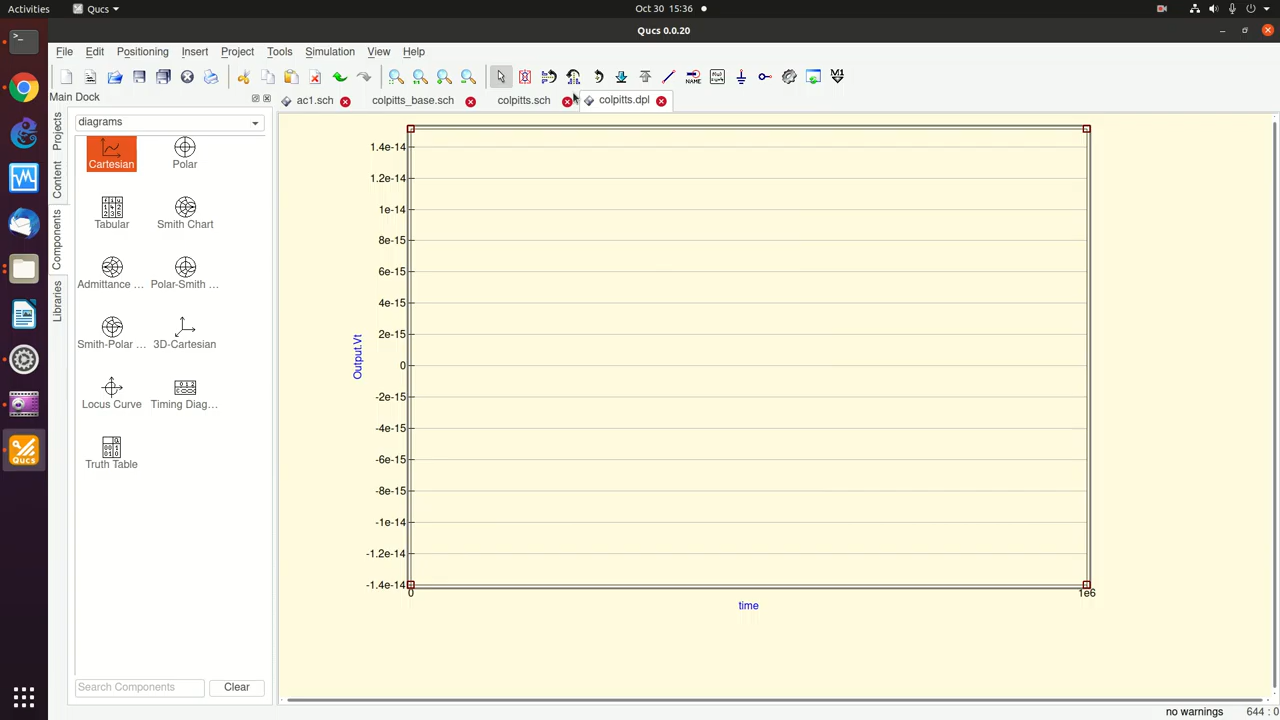 Activities
Qucs
Oct 30 15:36
Qucs 0.0.20
File Edit Positioning Insert Project Tools Simulation View Help
NAME
Main Dock
ac1.sch
colpitts_base.sch
colpitts.sch
colpitts.dpl
Projects
Content
Components
Libraries
diagrams
Cartesian
Polar
Tabular
Smith Chart
Admittance ...
Polar-Smith ...
Smith-Polar ...
3D-Cartesian
Locus Curve
Timing Diag...
Truth Table
Search Components
Clear
Output.Vt
1.4e-14
1.2e-14
1e-14
8e-15
6e-15
4e-15
2e-15
0
-2e-15
-4e-15
-6e-15
-8e-15
-1e-14
-1.2e-14
-1.4e-14
0
1e6
time
no warnings
644 : 0